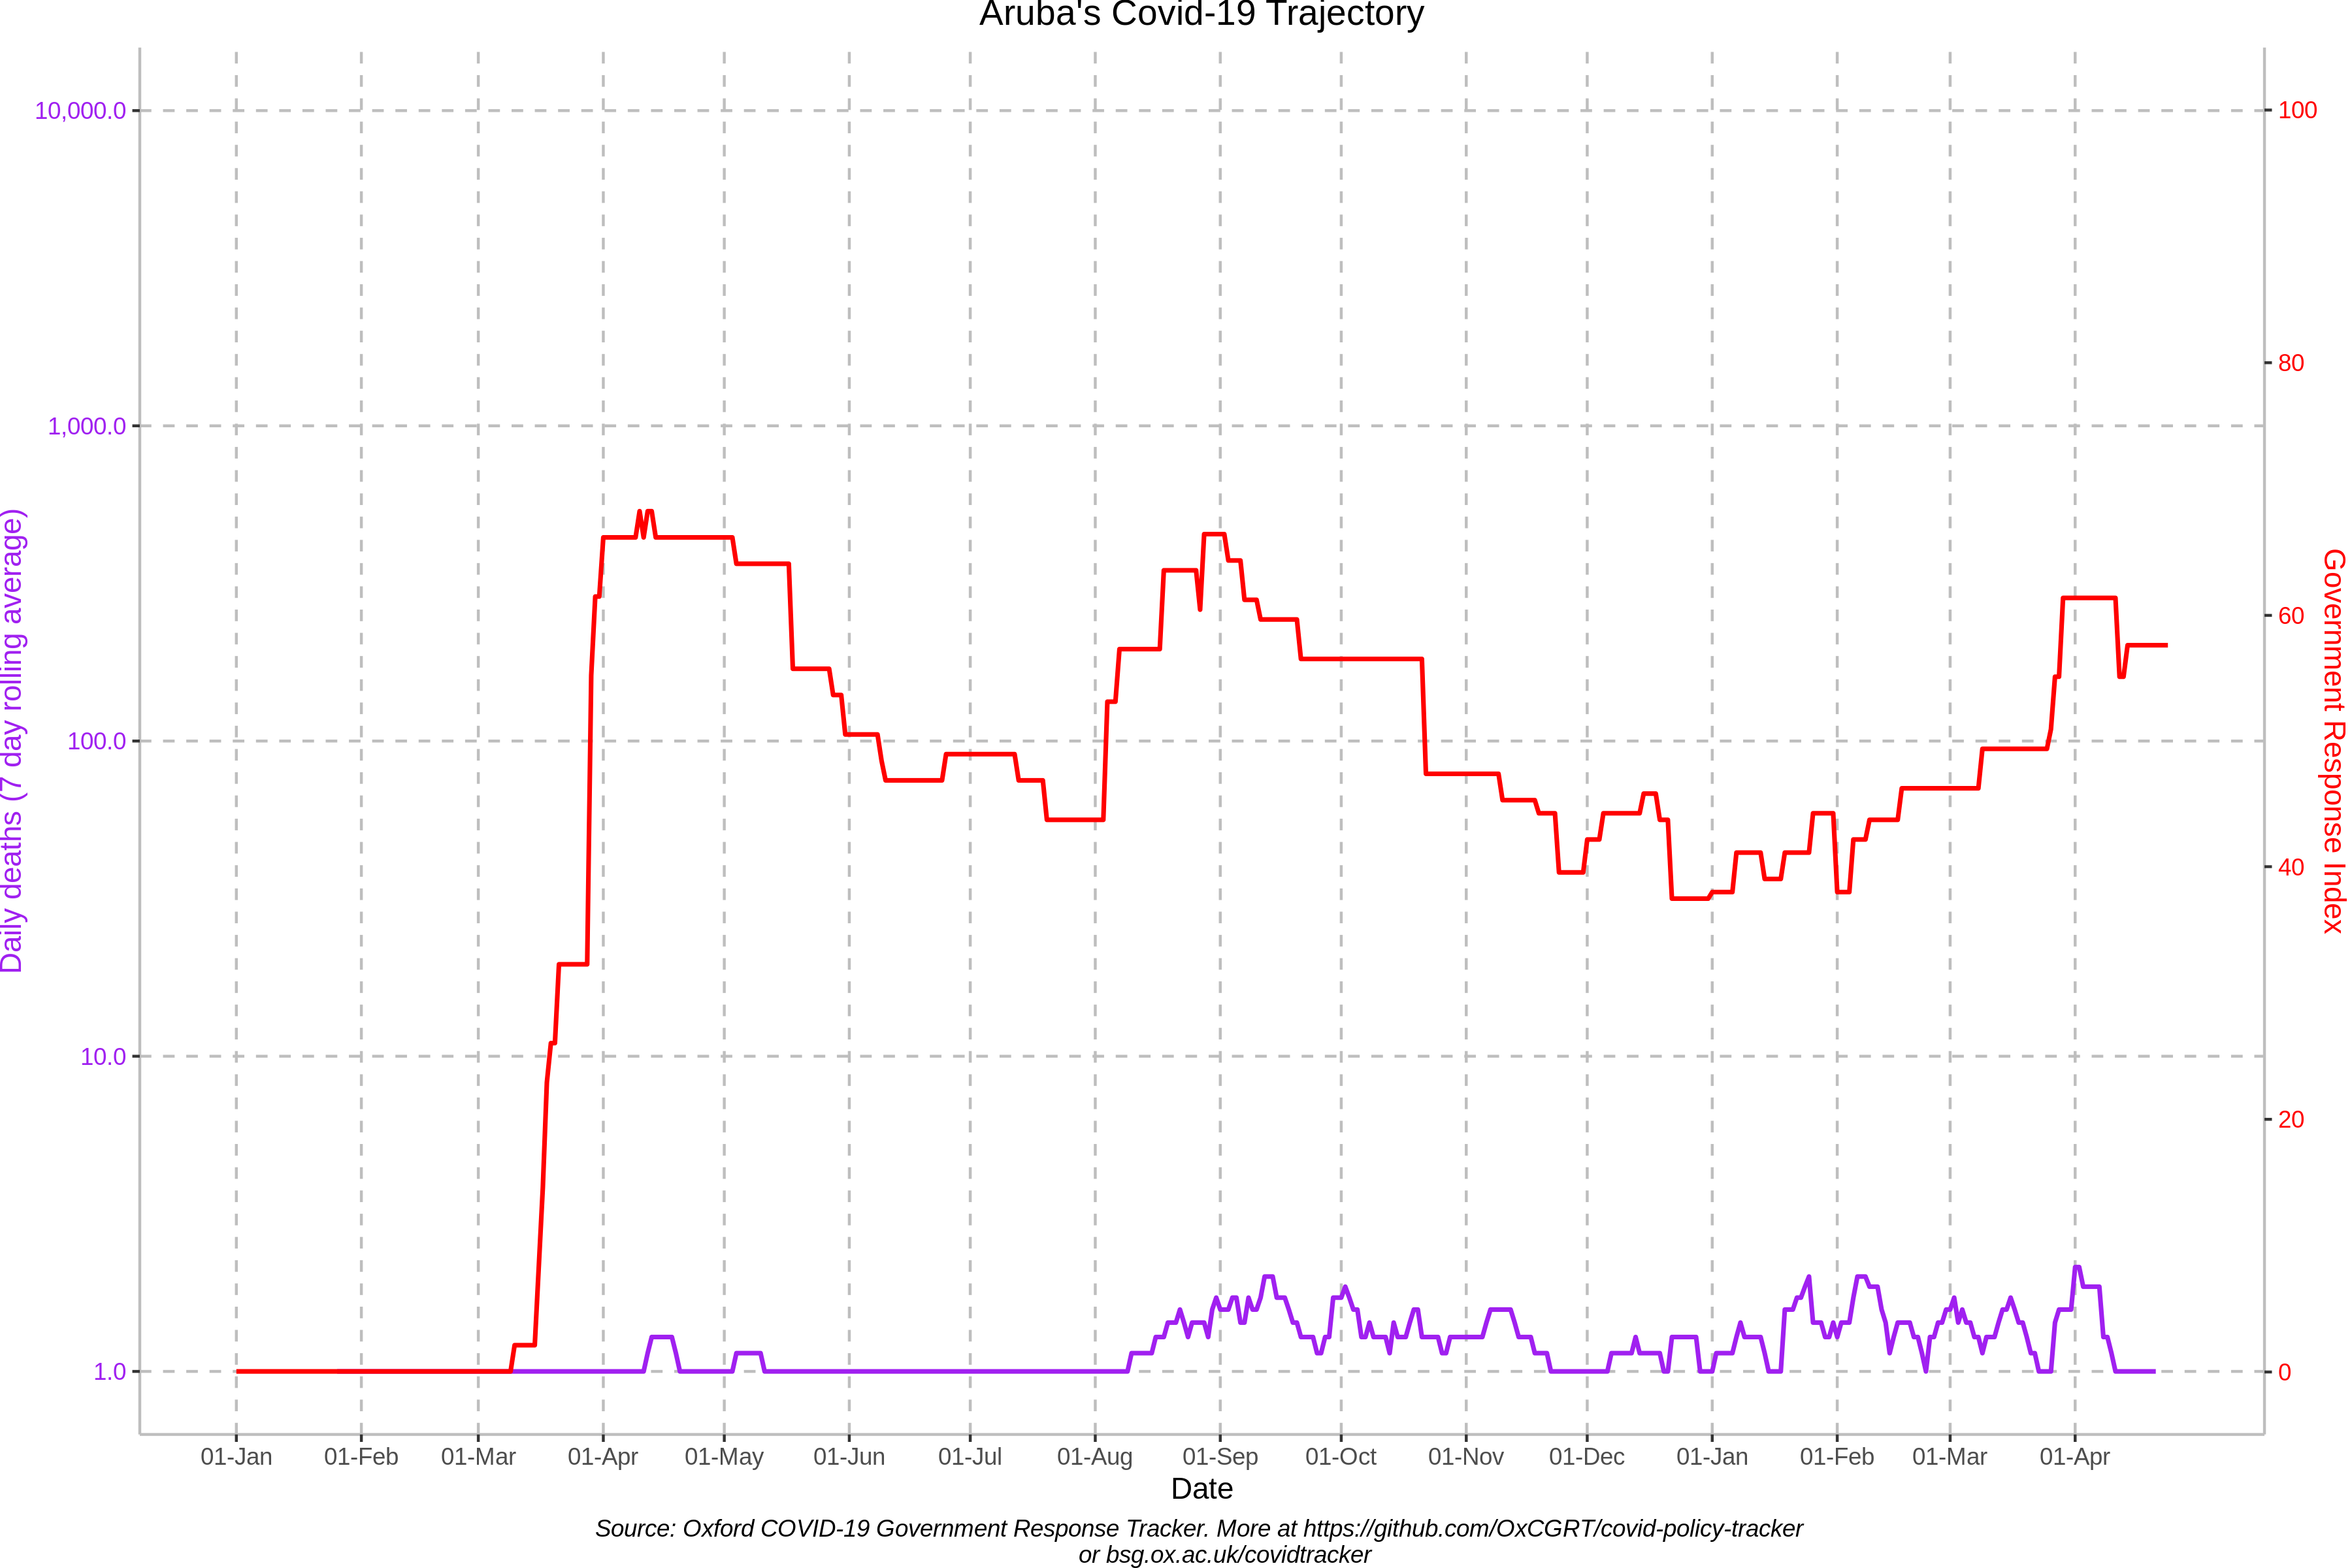 Aruba's Covid-19 Trajectory
10,000.0
1,000.0
100.0
10.0
1.0
Daily deaths (7 day rolling average)
100
80
60
40
20
0
Government Response Index
01-Jan 01-Feb 01-Mar 01-Apr 01-May 01-Jun 01-Jul 01-Aug 01-Sep 01-Oct 01-Nov 01-Dec 01-Jan 01-Feb 01-Mar 01-Apr
Date
Source: Oxford COVID-19 Government Response Tracker. More at https://github.com/OxCGRT/covid-policy-tracker
or bsg.ox.ac.uk/covidtracker